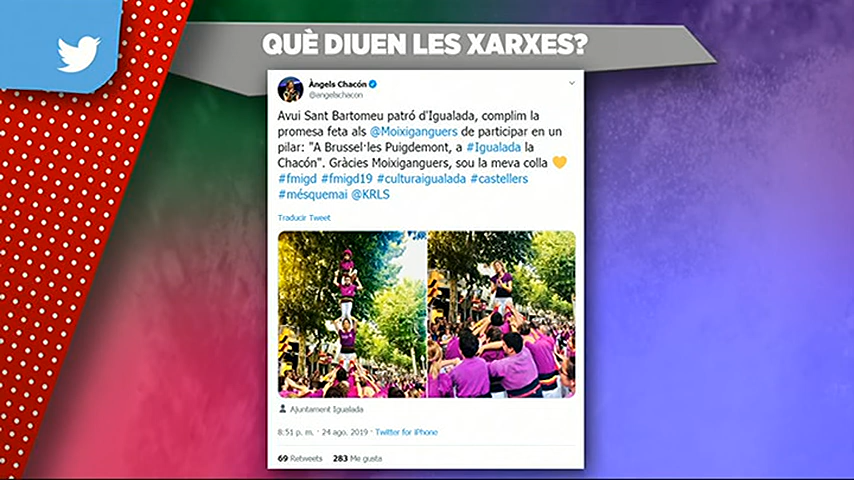 QUÈ DIUEN LES XARXES?
Àngels Chacón
@angelschacon
Avui Sant Bartomeu patró d'Igualada, complim la
promesa feta als @Moixiganguers de participar en un
pilar: "A Brussel·les Puigdemont, a #Igualada la
Chacón". Gràcies Moixiganguers, sou la meva colla 💛
#fmigd #fmigd19 #culturaigualada #castellers
#mésquemai @KRLS
Traducir Tweet
Ajuntament Igualada
8:51 p. m. · 24 ago. 2019 · Twitter for iPhone
69 Retweets 283 Me gusta